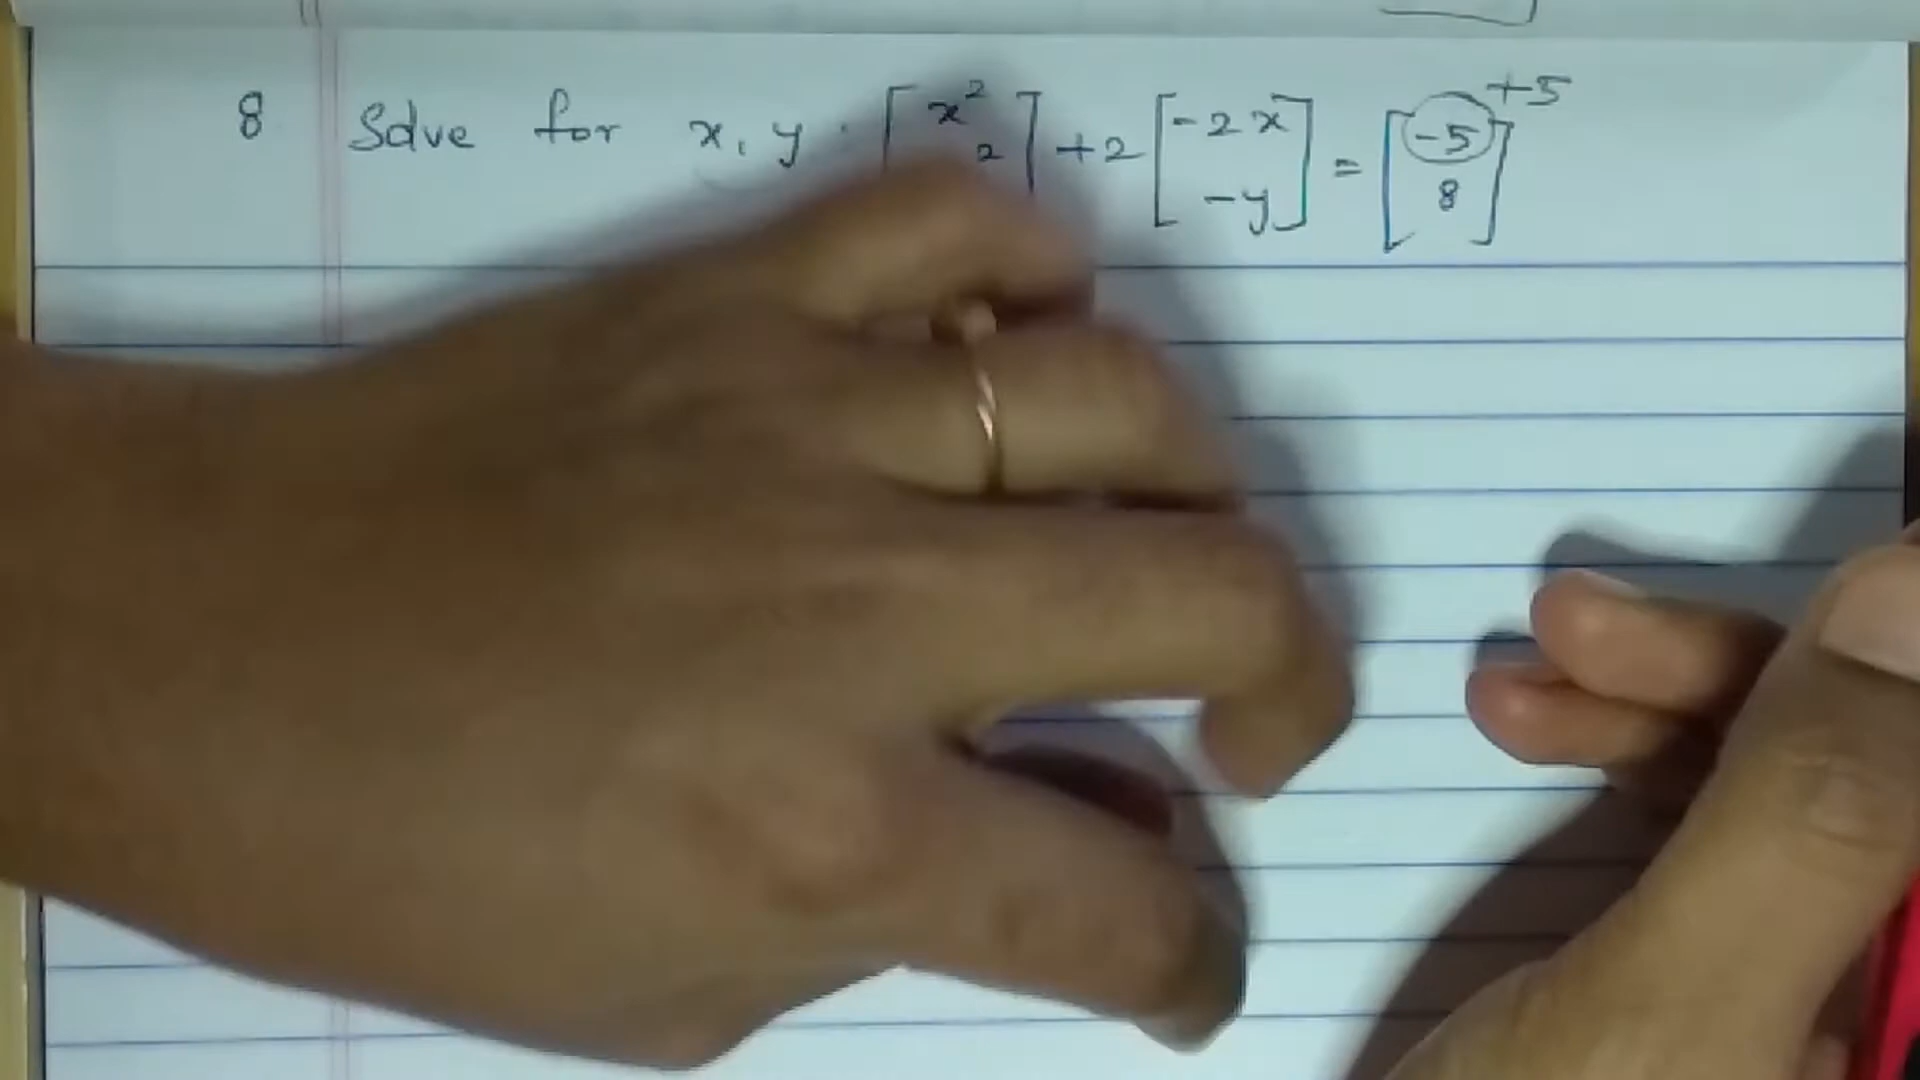 8 Solve for x, y : [ x² 2 ] + 2 [ -2x -y ] = [ -5 8 ] +5